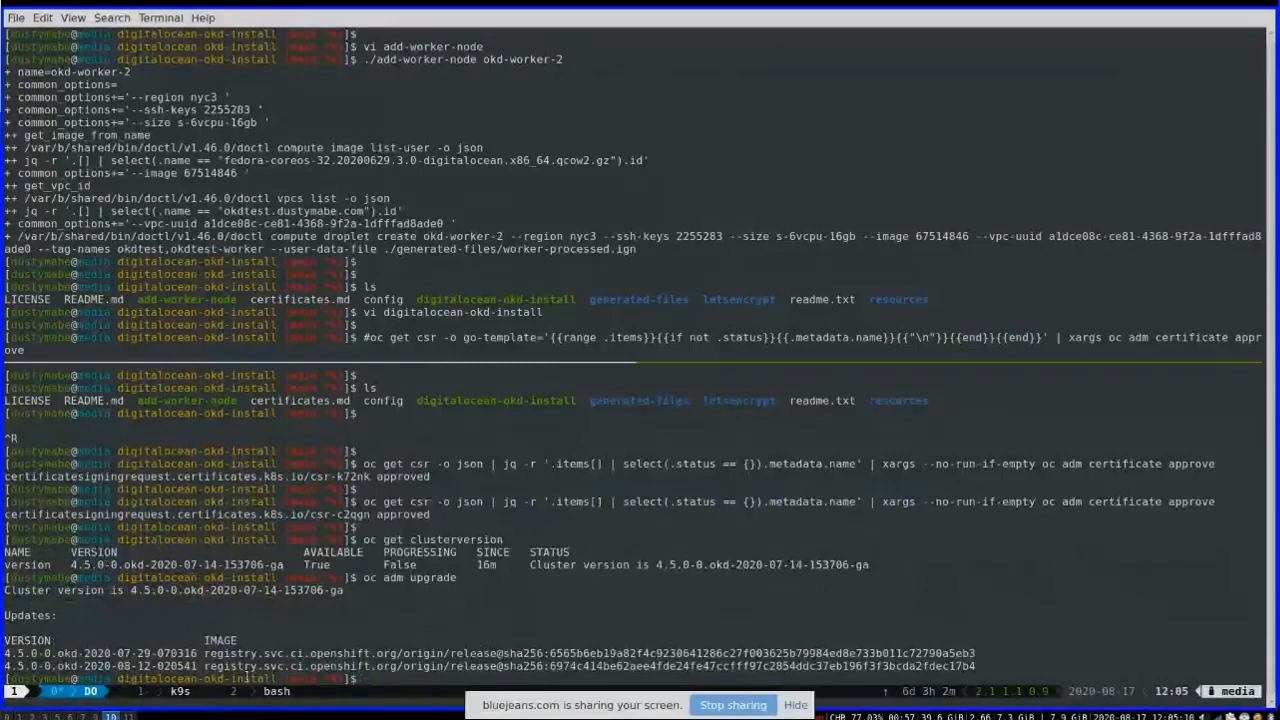 File Edit View Search Terminal Help
[dustymabe@media digitalocean-okd-install (main *%)]$
[dustymabe@media digitalocean-okd-install (main *%)]$ vi add-worker-node
[dustymabe@media digitalocean-okd-install (main *%)]$ ./add-worker-node okd-worker-2
+ name=okd-worker-2
+ common_options=
+ common_options+='--region nyc3 '
+ common_options+='--ssh-keys 2255283 '
+ common_options+='--size s-6vcpu-16gb '
++ get_image_from_name
++ /var/b/shared/bin/doctl/v1.46.0/doctl compute image list-user -o json
++ jq -r '.[] | select(.name == "fedora-coreos-32.20200629.3.0-digitalocean.x86_64.qcow2.gz").id'
+ common_options+='--image 67514846 '
++ get_vpc_id
++ /var/b/shared/bin/doctl/v1.46.0/doctl vpcs list -o json
++ jq -r '.[] | select(.name == "okdtest.dustymabe.com").id'
+ common_options+='--vpc-uuid a1dce08c-ce81-4368-9f2a-1dfffad8ade0 '
+ /var/b/shared/bin/doctl/v1.46.0/doctl compute droplet create okd-worker-2 --region nyc3 --ssh-keys 2255283 --size s-6vcpu-16gb --image 67514846 --vpc-uuid a1dce08c-ce81-4368-9f2a-1dfffad8
ade0 --tag-names okdtest,okdtest-worker --user-data-file ./generated-files/worker-processed.ign
[dustymabe@media digitalocean-okd-install (main *%)]$
[dustymabe@media digitalocean-okd-install (main *%)]$
[dustymabe@media digitalocean-okd-install (main *%)]$ ls
LICENSE README.md add-worker-node certificates.md config digitalocean-okd-install generated-files letsencrypt readme.txt resources
[dustymabe@media digitalocean-okd-install (main *%)]$ vi digitalocean-okd-install
[dustymabe@media digitalocean-okd-install (main *%)]$
[dustymabe@media digitalocean-okd-install (main *%)]$ #oc get csr -o go-template='{{range .items}}{{if not .status}}{{.metadata.name}}{{"\n"}}{{end}}{{end}}' | xargs oc adm certificate appr
ove
[dustymabe@media digitalocean-okd-install (main *%)]$
[dustymabe@media digitalocean-okd-install (main *%)]$ ls
LICENSE README.md add-worker-node certificates.md config digitalocean-okd-install generated-files letsencrypt readme.txt resources
[dustymabe@media digitalocean-okd-install (main *%)]$
^R
[dustymabe@media digitalocean-okd-install (main *%)]$
[dustymabe@media digitalocean-okd-install (main *%)]$ oc get csr -o json | jq -r '.items[] | select(.status == {}).metadata.name' | xargs --no-run-if-empty oc adm certificate approve
certificatesigningrequest.certificates.k8s.io/csr-k72nk approved
[dustymabe@media digitalocean-okd-install (main *%)]$
[dustymabe@media digitalocean-okd-install (main *%)]$ oc get csr -o json | jq -r '.items[] | select(.status == {}).metadata.name' | xargs --no-run-if-empty oc adm certificate approve
certificatesigningrequest.certificates.k8s.io/csr-c2qgn approved
[dustymabe@media digitalocean-okd-install (main *%)]$
[dustymabe@media digitalocean-okd-install (main *%)]$ oc get clusterversion
NAME VERSION AVAILABLE PROGRESSING SINCE STATUS
version 4.5.0-0.okd-2020-07-14-153706-ga True False 16m Cluster version is 4.5.0-0.okd-2020-07-14-153706-ga
[dustymabe@media digitalocean-okd-install (main *%)]$ oc adm upgrade
Cluster version is 4.5.0-0.okd-2020-07-14-153706-ga
Updates:
VERSION IMAGE
4.5.0-0.okd-2020-07-29-070316 registry.svc.ci.openshift.org/origin/release@sha256:6565b6eb19a82f4c9230641286c7c003625b79984ed8e733b011c72790a5eb3
4.5.0-0.okd-2020-08-12-020541 registry.svc.ci.openshift.org/origin/release@sha256:6974c414be62aee4fde24fe47ccfff97c2854ddc37eb196f3f3bcda2fdec17b4
[dustymabe@media digitalocean-okd-install (main *%)]$
1 0* DO 1 k9s 2 bash ↑ 6d 3h 2m 2.1 1.1 0.9 2020-08-17 12:05 media
bluejeans.com is sharing your screen. Stop sharing Hide